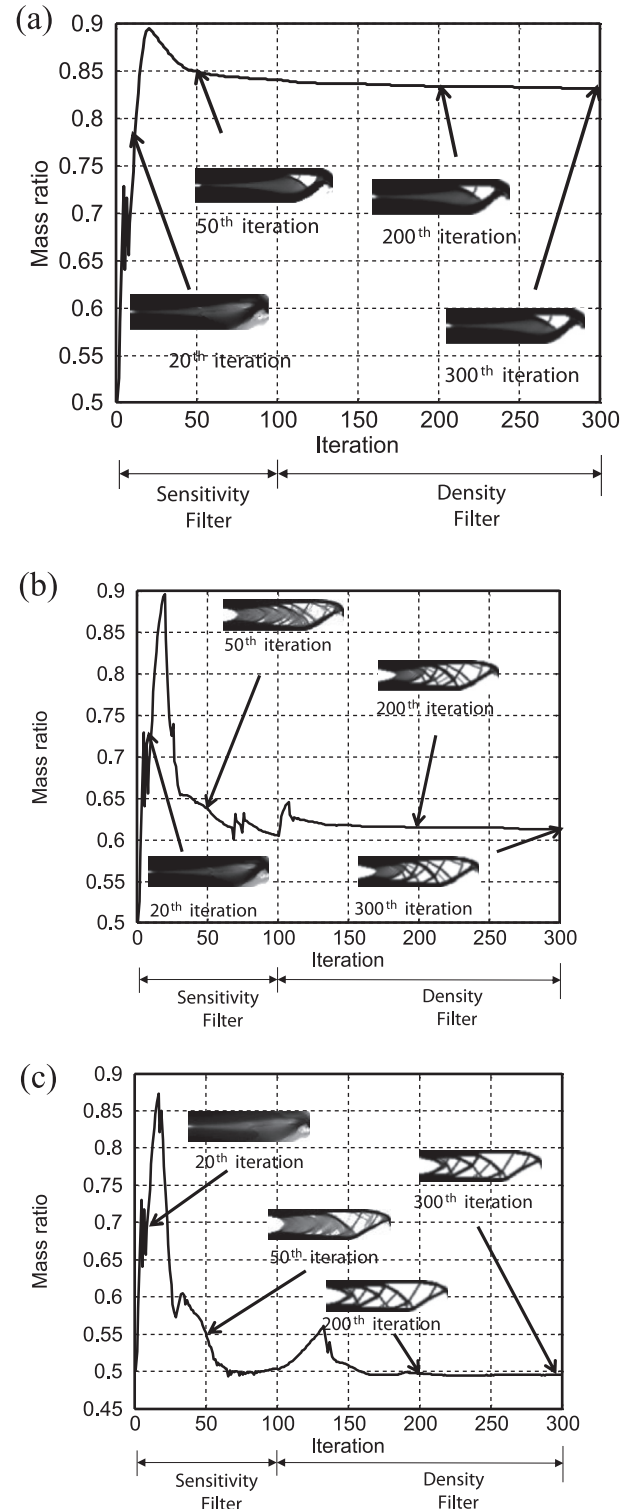 (a)
0.9
0.85
0.8
0.75
0.7
0.65
0.6
0.55
0.5
Mass ratio
50th iteration
200th iteration
20th iteration
300th iteration
0 50 100 150 200 250 300
Iteration
Sensitivity Filter
Density Filter
(b)
0.9
0.85
0.8
0.75
0.7
0.65
0.6
0.55
0.5
Mass ratio
50th iteration
200th iteration
20th iteration
300th iteration
0 50 100 150 200 250 300
Iteration
Sensitivity Filter
Density Filter
(c)
0.9
0.85
0.8
0.75
0.7
0.65
0.6
0.55
0.5
0.45
Mass ratio
20th iteration
300th iteration
50th iteration
200th iteration
0 50 100 150 200 250 300
Iteration
Sensitivity Filter
Density Filter